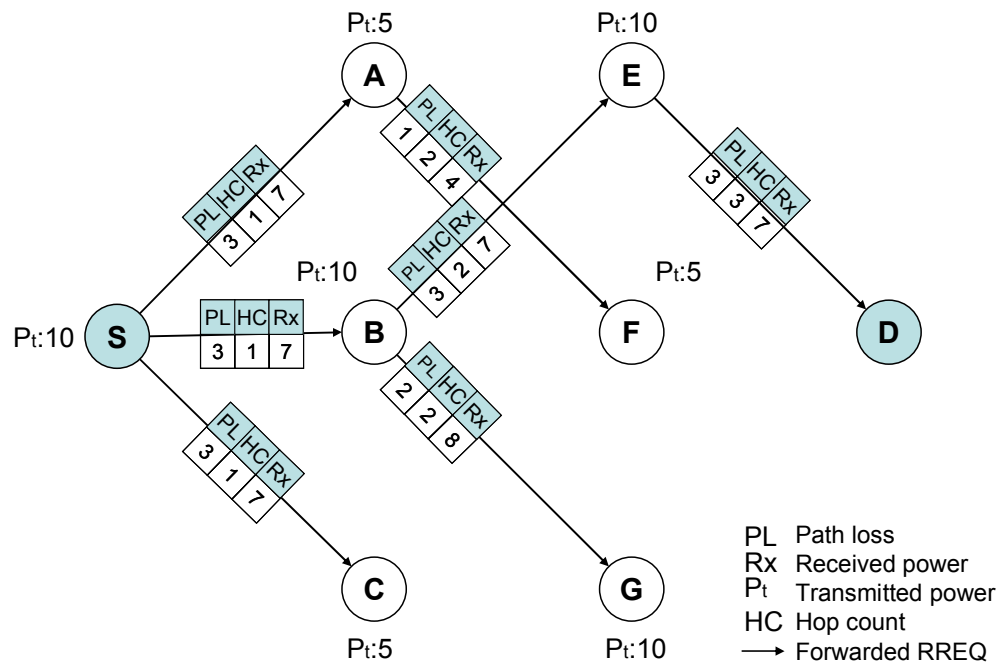 Pt:5
Pt:10
A
E
PL HC Rx
1 2 4
PL HC Rx
3 3 7
PL HC Rx
3 1 7
PL HC Rx
3 2 7
Pt:10
Pt:5
Pt:10
S
PL HC Rx
3 1 7
B
F
D
PL HC Rx
2 2 8
PL HC Rx
3 1 7
C
G
Pt:5
Pt:10
PL Path loss
Rx Received power
Pt Transmitted power
HC Hop count
Forwarded RREQ